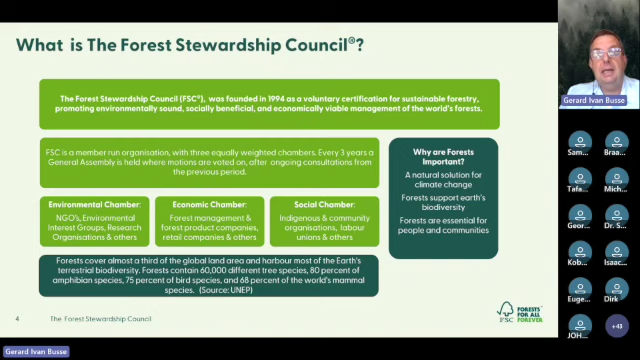 What is The Forest Stewardship Council®?
The Forest Stewardship Council (FSC®), was founded in 1994 as a voluntary certification for sustainable forestry,
promoting environmentally sound, socially beneficial, and economically viable management of the world's forests.
FSC is a member run organisation, with three equally weighted chambers. Every 3 years a
General Assembly is held where motions are voted on, after ongoing consultations from
the previous period.
Environmental Chamber:
NGO's, Environmental
Interest Groups, Research
Organisations & others
Economic Chamber:
Forest management &
forest product companies,
retail companies & others
Social Chamber:
Indigenous & community
organisations, labour
unions & others
Forests cover almost a third of the global land area and harbour most of the Earth's
terrestrial biodiversity. Forests contain 60,000 different tree species, 80 percent of
amphibian species, 75 percent of bird species, and 68 percent of the world's mammal
species. (Source: UNEP)
Why are Forests
Important?
A natural solution for
climate change
Forests support earth's
biodiversity
Forests are essential for
people and communities
4 The Forest Stewardship Council
FSC
FORESTS
FOR ALL
FOREVER
Gerard Ivan Busse
Sam...
Braa...
Tafa...
Mich...
Geor...
Dr. S...
Kob...
Isaac...
Euge...
Dirk
JOH...
+43
Gerard Ivan Busse